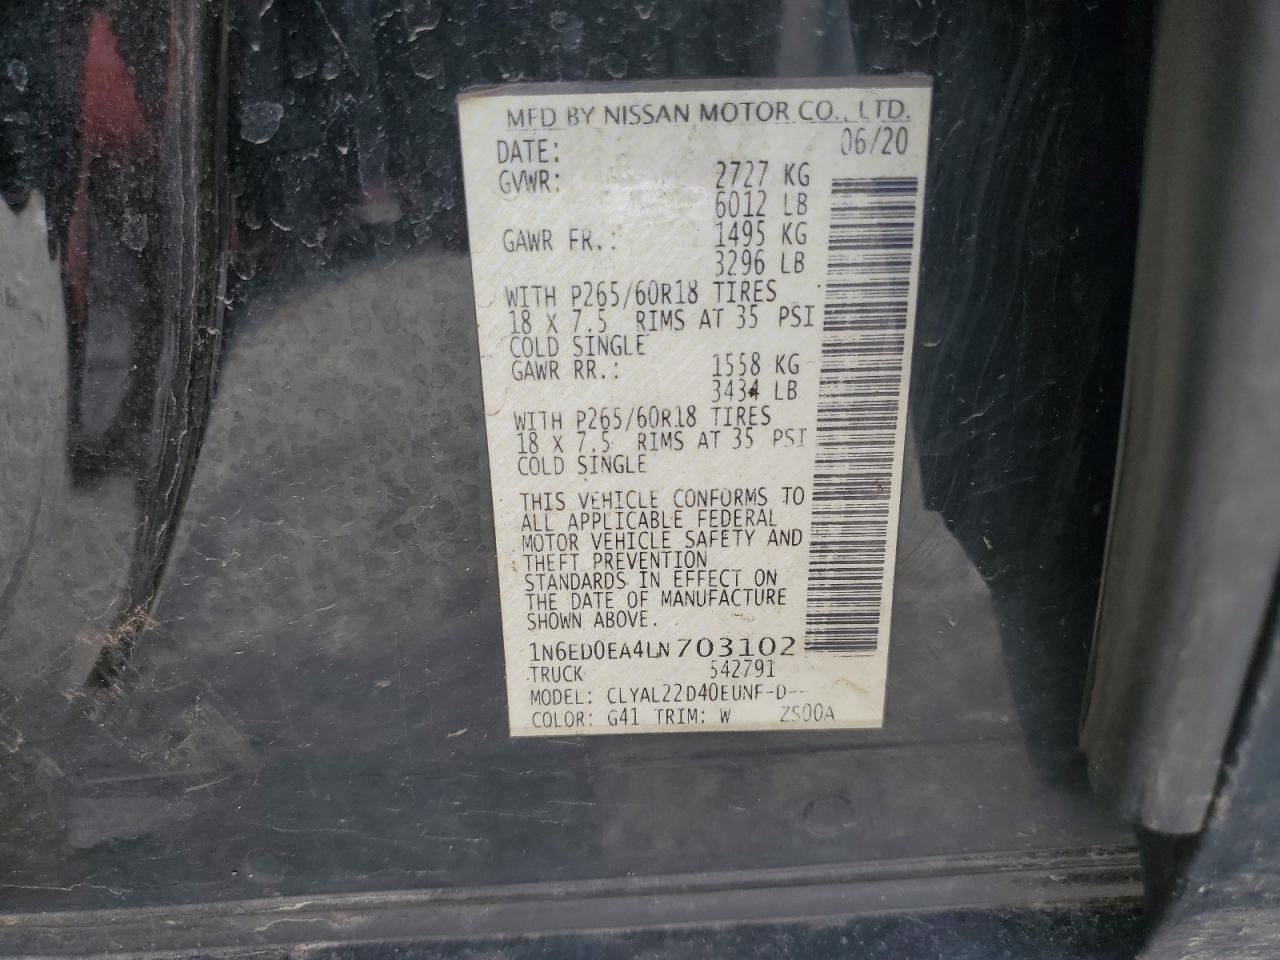 MFD BY NISSAN MOTOR CO., LTD.
DATE: 06/20
GVWR: 2727 KG
6012 LB
GAWR FR.: 1495 KG
3296 LB
WITH P265/60R18 TIRES
18 X 7.5 RIMS AT 35 PSI
COLD SINGLE
GAWR RR.: 1558 KG
3434 LB
WITH P265/60R18 TIRES
18 X 7.5 RIMS AT 35 PSI
COLD SINGLE
THIS VEHICLE CONFORMS TO
ALL APPLICABLE FEDERAL
MOTOR VEHICLE SAFETY AND
THEFT PREVENTION
STANDARDS IN EFFECT ON
THE DATE OF MANUFACTURE
SHOWN ABOVE.
1N6ED0EA4LN703102
TRUCK 542791
MODEL: CLYAL22D40EUNF-D--
COLOR: G41 TRIM: W ZS00A